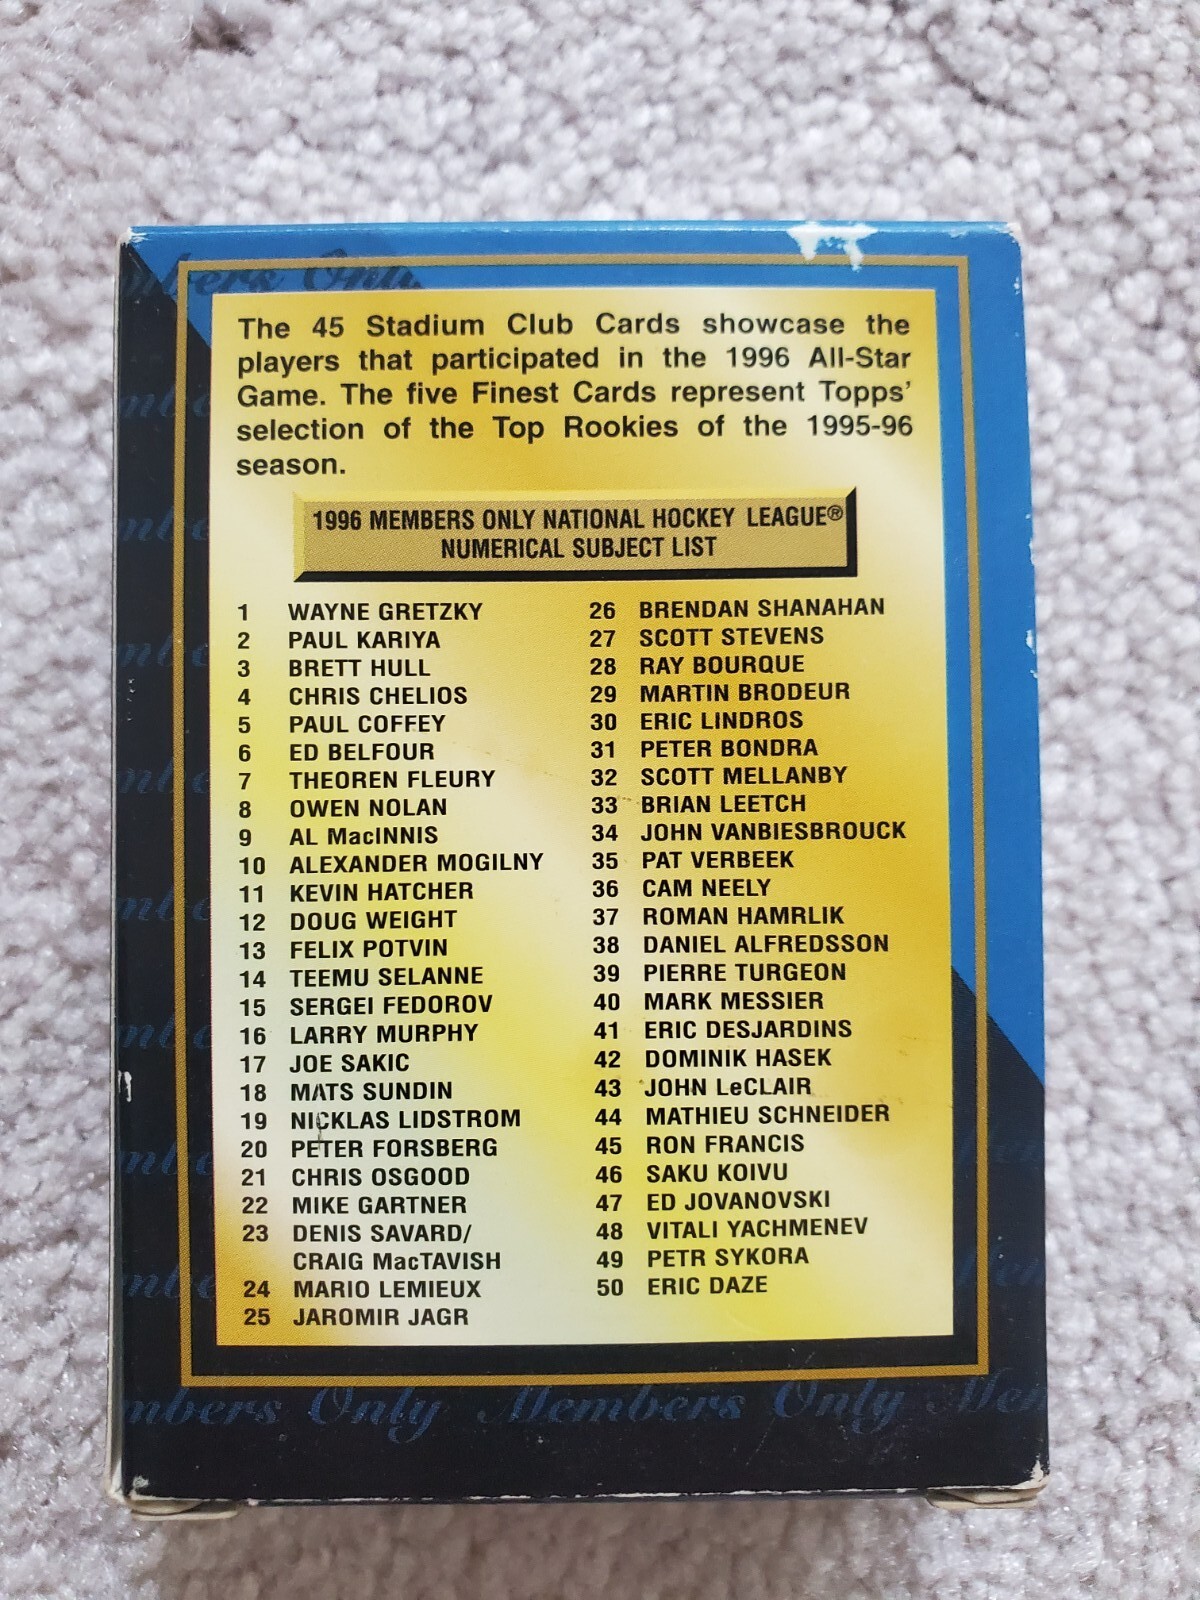 Members Only
The 45 Stadium Club Cards showcase the
players that participated in the 1996 All-Star
Game. The five Finest Cards represent Topps'
selection of the Top Rookies of the 1995-96
season.
1996 MEMBERS ONLY NATIONAL HOCKEY LEAGUE®
NUMERICAL SUBJECT LIST
1 WAYNE GRETZKY
2 PAUL KARIYA
3 BRETT HULL
4 CHRIS CHELIOS
5 PAUL COFFEY
6 ED BELFOUR
7 THEOREN FLEURY
8 OWEN NOLAN
9 AL MacINNIS
10 ALEXANDER MOGILNY
11 KEVIN HATCHER
12 DOUG WEIGHT
13 FELIX POTVIN
14 TEEMU SELANNE
15 SERGEI FEDOROV
16 LARRY MURPHY
17 JOE SAKIC
18 MATS SUNDIN
19 NICKLAS LIDSTROM
20 PETER FORSBERG
21 CHRIS OSGOOD
22 MIKE GARTNER
23 DENIS SAVARD/
CRAIG MacTAVISH
24 MARIO LEMIEUX
25 JAROMIR JAGR
26 BRENDAN SHANAHAN
27 SCOTT STEVENS
28 RAY BOURQUE
29 MARTIN BRODEUR
30 ERIC LINDROS
31 PETER BONDRA
32 SCOTT MELLANBY
33 BRIAN LEETCH
34 JOHN VANBIESBROUCK
35 PAT VERBEEK
36 CAM NEELY
37 ROMAN HAMRLIK
38 DANIEL ALFREDSSON
39 PIERRE TURGEON
40 MARK MESSIER
41 ERIC DESJARDINS
42 DOMINIK HASEK
43 JOHN LeCLAIR
44 MATHIEU SCHNEIDER
45 RON FRANCIS
46 SAKU KOIVU
47 ED JOVANOVSKI
48 VITALI YACHMENEV
49 PETR SYKORA
50 ERIC DAZE
mbers Only Members Only Mem